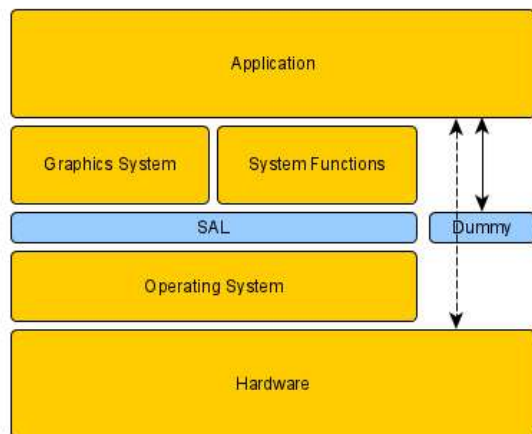 Application
Graphics System
System Functions
SAL
Dummy
Operating System
Hardware